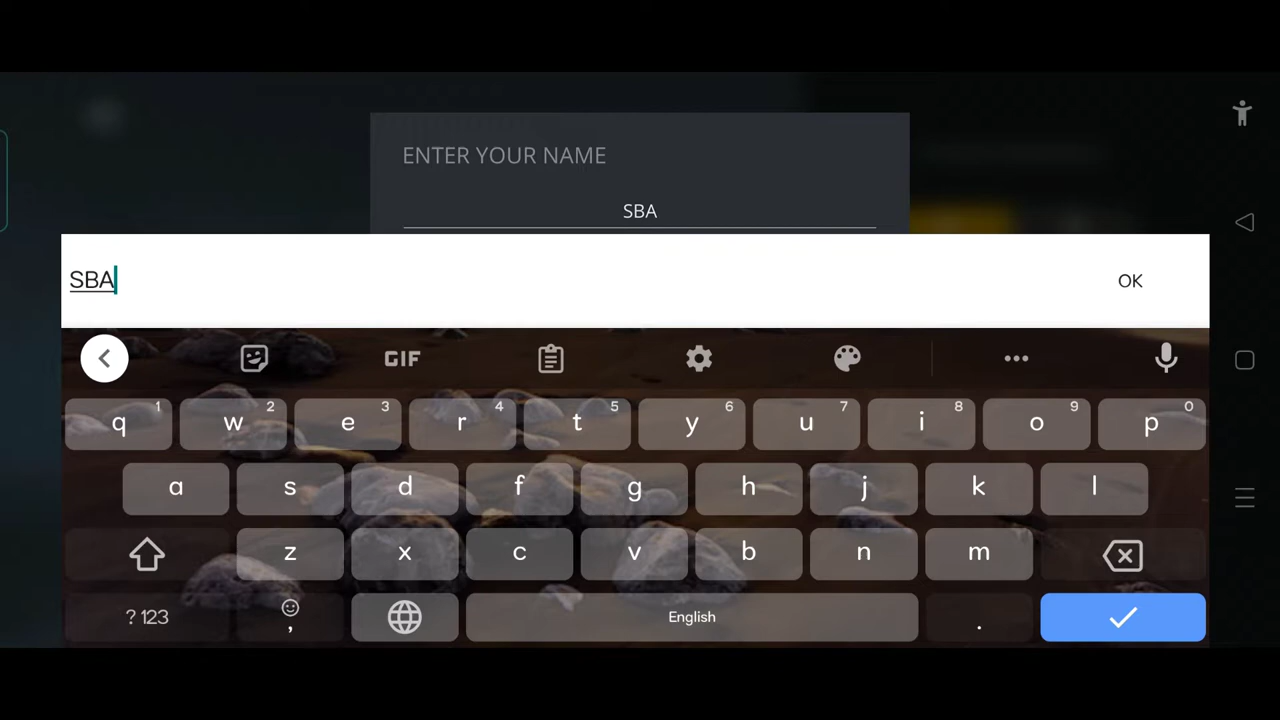 ENTER YOUR NAME
SBA
SBA OK
GIF
q 1 w 2 e 3 r 4 t 5 y 6 u 7 i 8 o 9 p 0
a s d f g h j k l
z x c v b n m
?123 , English .